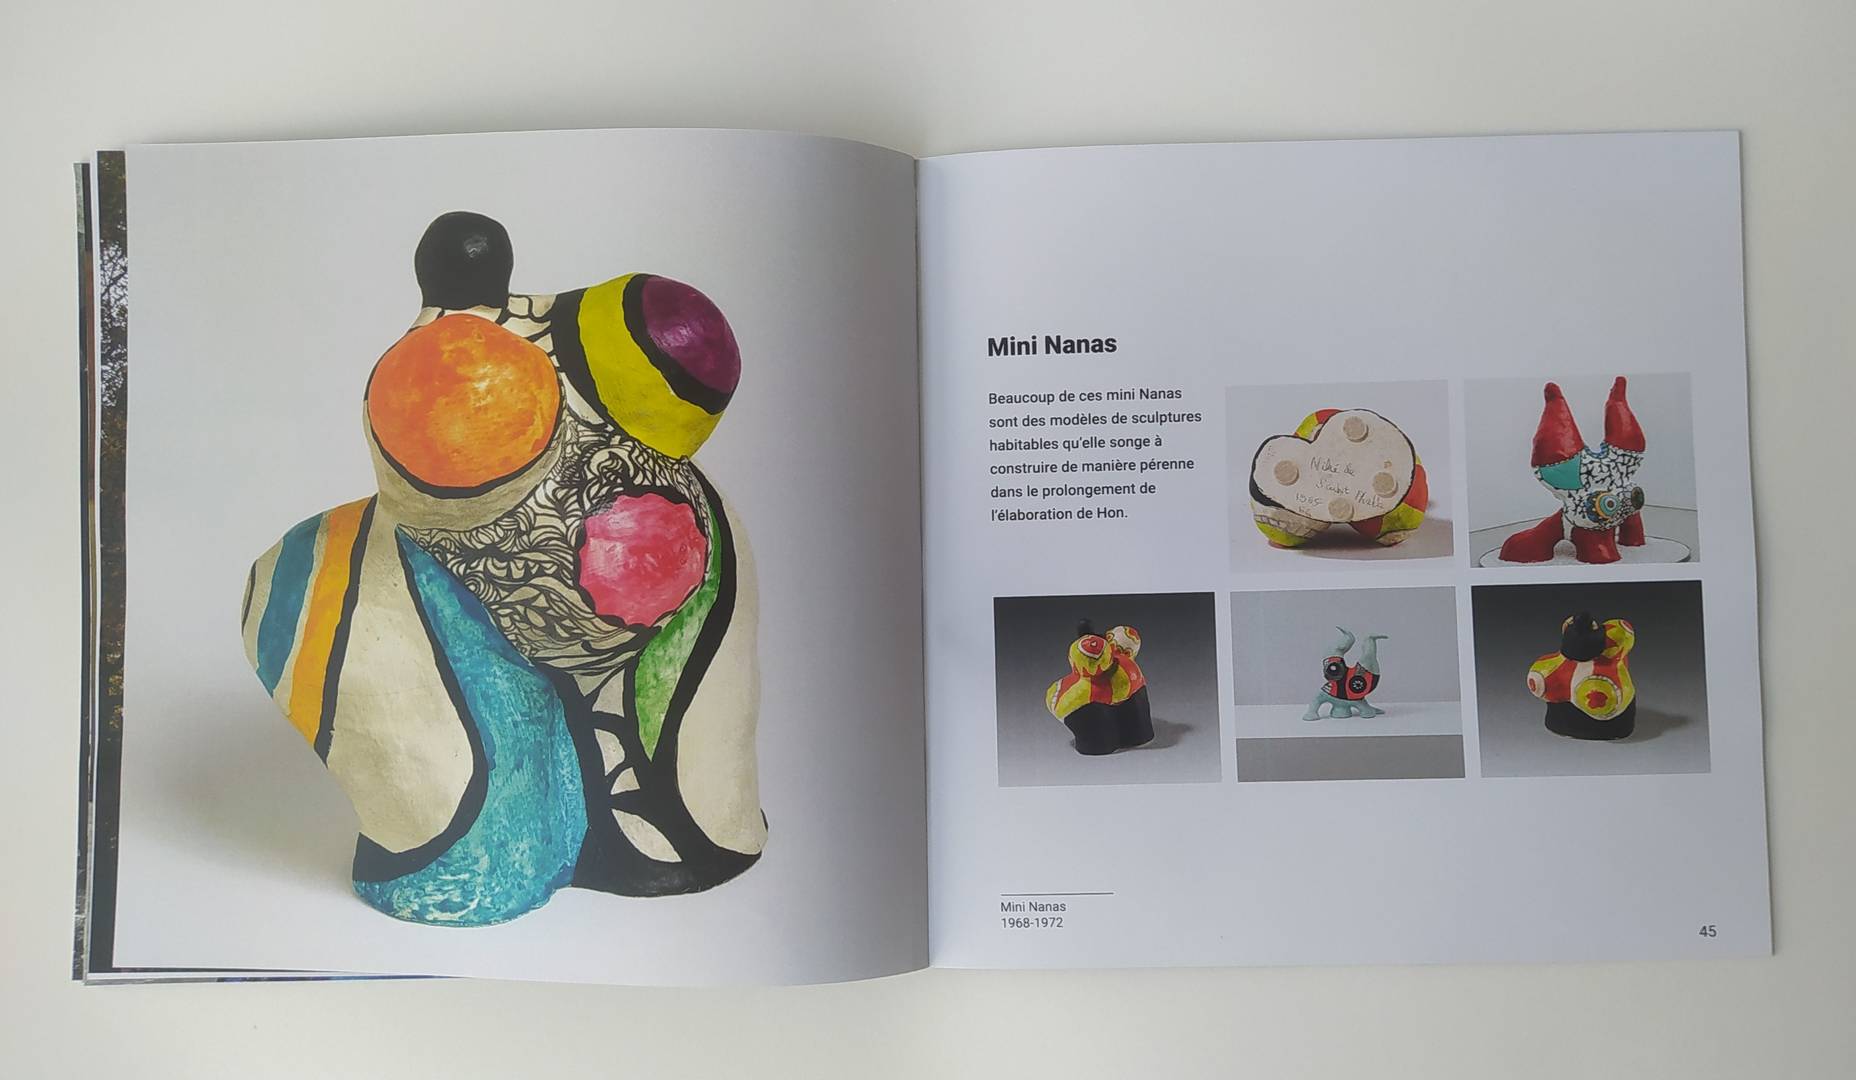 Mini Nanas
Beaucoup de ces mini Nanas
sont des modèles de sculptures
habitables qu'elle songe à
construire de manière pérenne
dans le prolongement de
l'élaboration de Hon.
Niki de
Saint Phalle
Mini Nanas
1968-1972
45